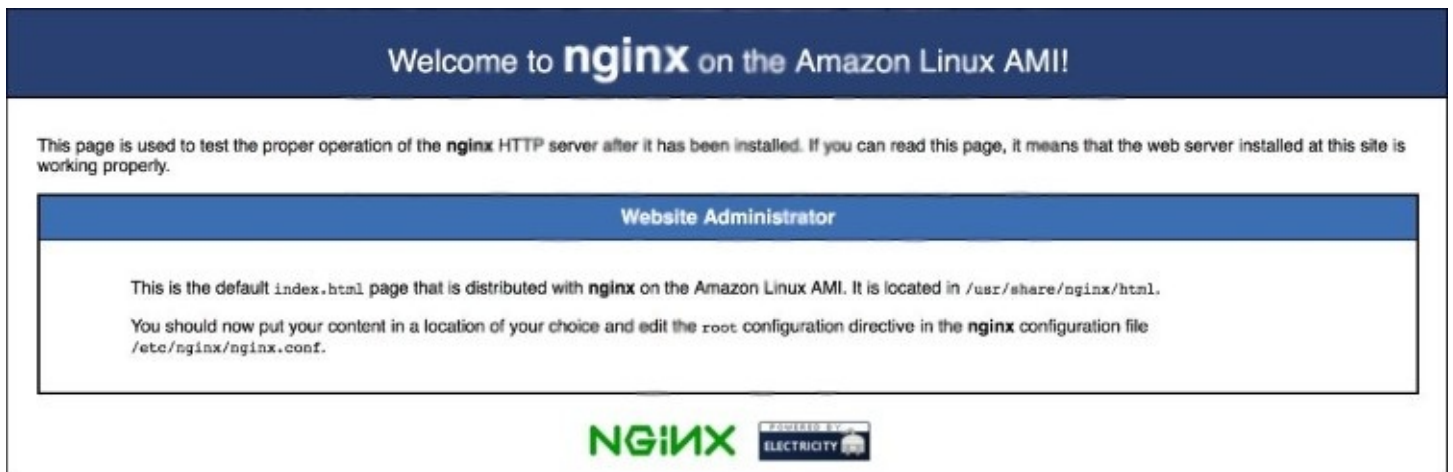 Welcome to nginx on the Amazon Linux AMI!
This page is used to test the proper operation of the nginx HTTP server after it has been installed. If you can read this page, it means that the web server installed at this site is
working properly.
Website Administrator
This is the default index.html page that is distributed with nginx on the Amazon Linux AMI. It is located in /usr/share/nginx/html.
You should now put your content in a location of your choice and edit the root configuration directive in the nginx configuration file
/etc/nginx/nginx.conf.
NGiNX
POWERED BY
ELECTRICITY